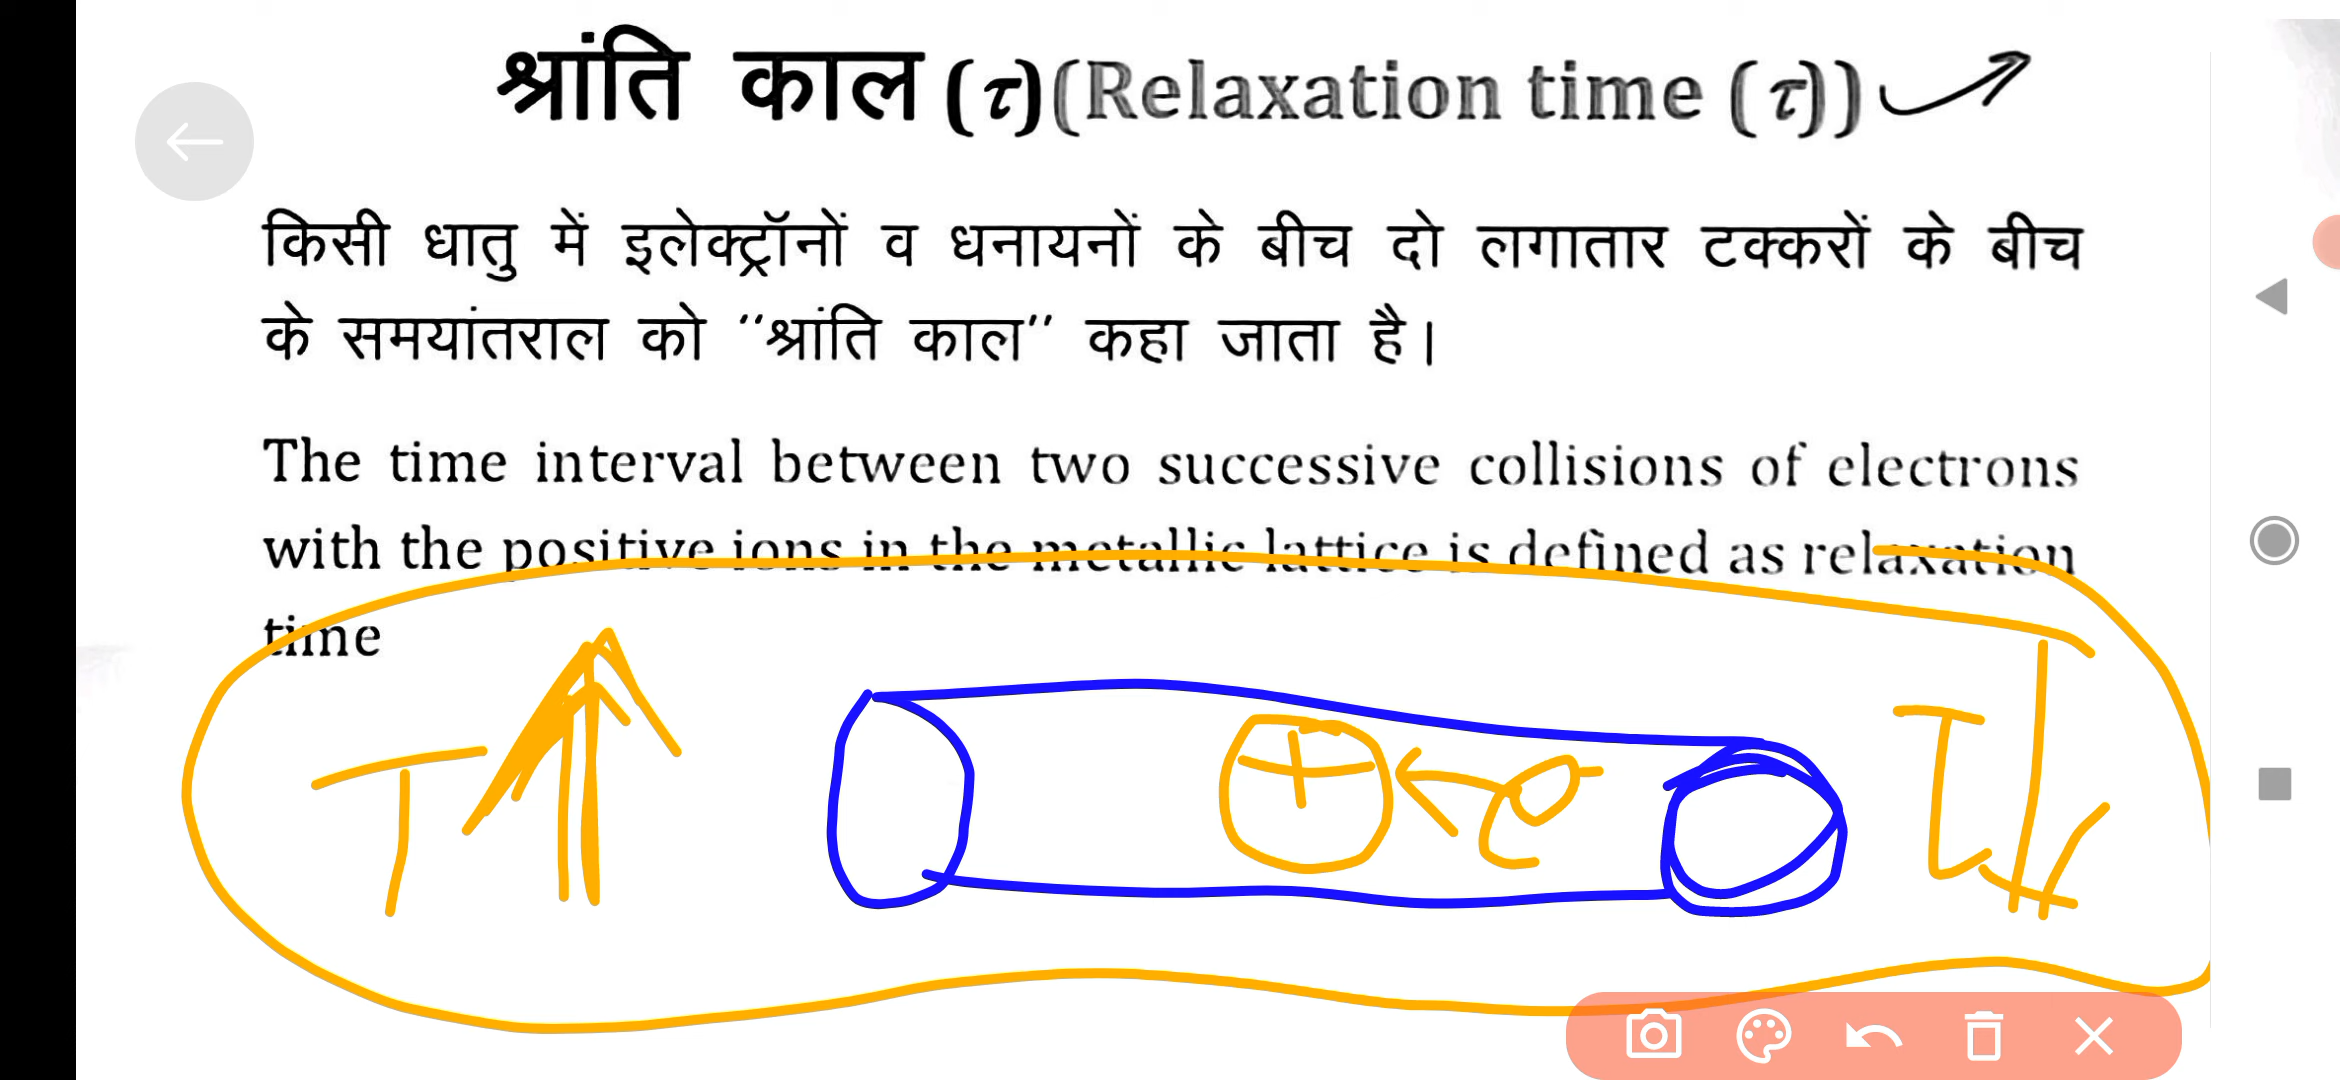 श्रांति काल (τ)(Relaxation time (τ))
किसी धातु में इलेक्ट्रॉनों व धनायनों के बीच दो लगातार टक्करों के बीच
के समयांतराल को ‘‘श्रांति काल’’ कहा जाता है।
The time interval between two successive collisions of electrons
with the positive ions in the metallic lattice is defined as relaxation
time
T ↑ + ← e⁻ τ ↓